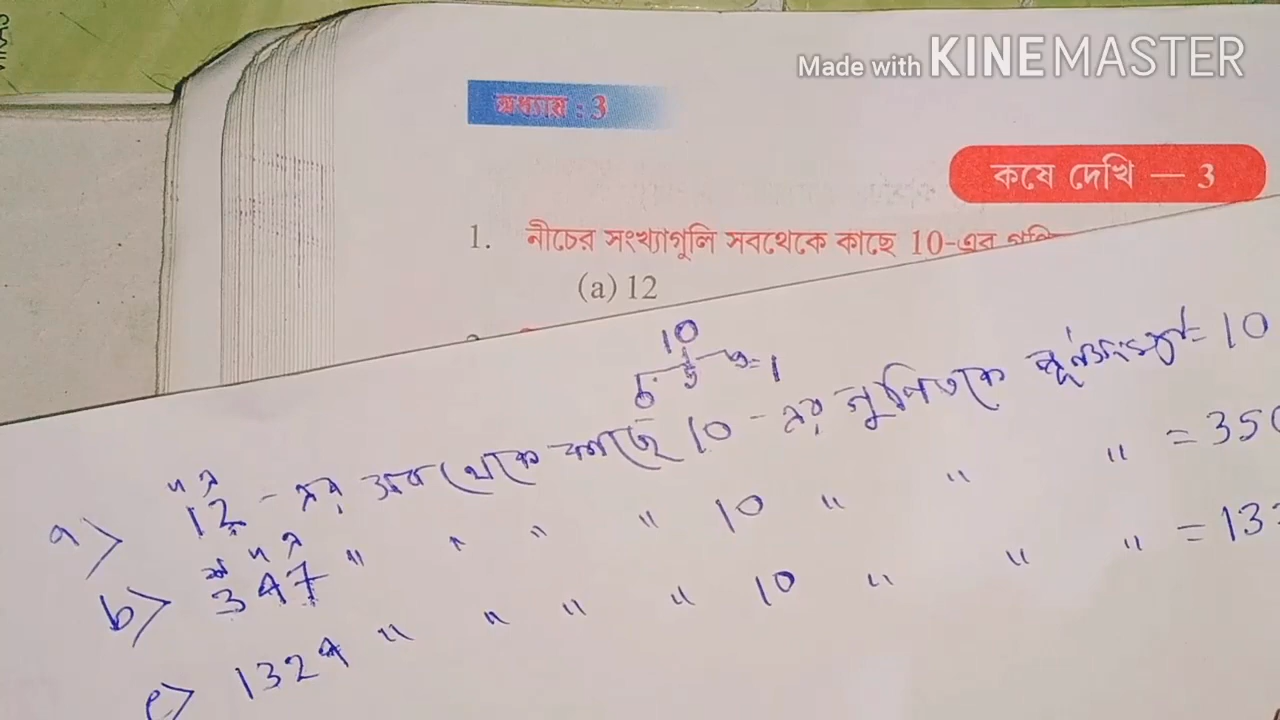 Made with KINEMASTER
অধ্যায় : 3
কষে দেখি — 3
1. নীচের সংখ্যাগুলি সবথেকে কাছে 10-এর
(a) 12
10
a> 12 - এর সব থেকে কাছে 10 - এর গুণিতকে পূর্ণসংখ্যা = 10
b> 347 " " " " 10 " " " = 350
c> 1324 " " " " 10 " " " = 13